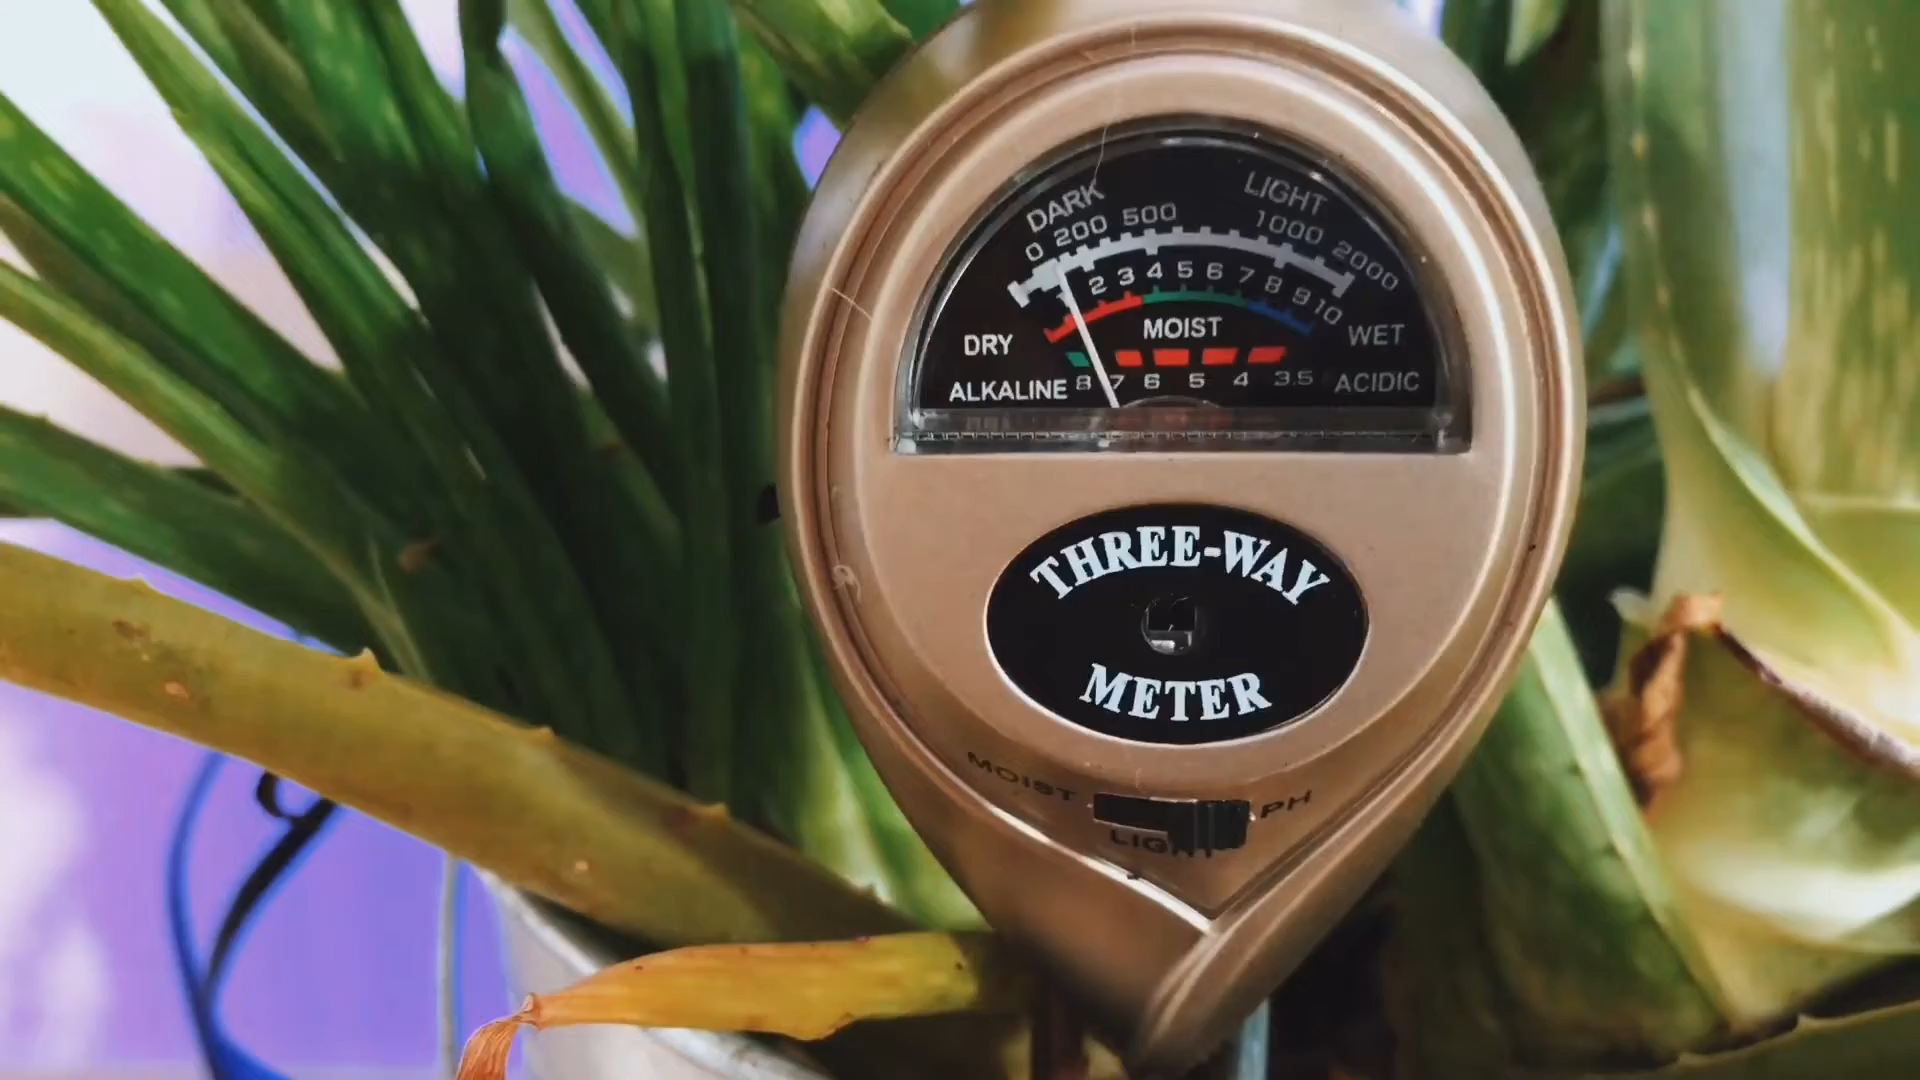 DARK LIGHT
0 200 500 1000 2000
2 3 4 5 6 7 8 9 10
DRY MOIST WET
ALKALINE 8 7 6 5 4 3.5 ACIDIC
THREE-WAY
METER
MOIST PH
LIGHT